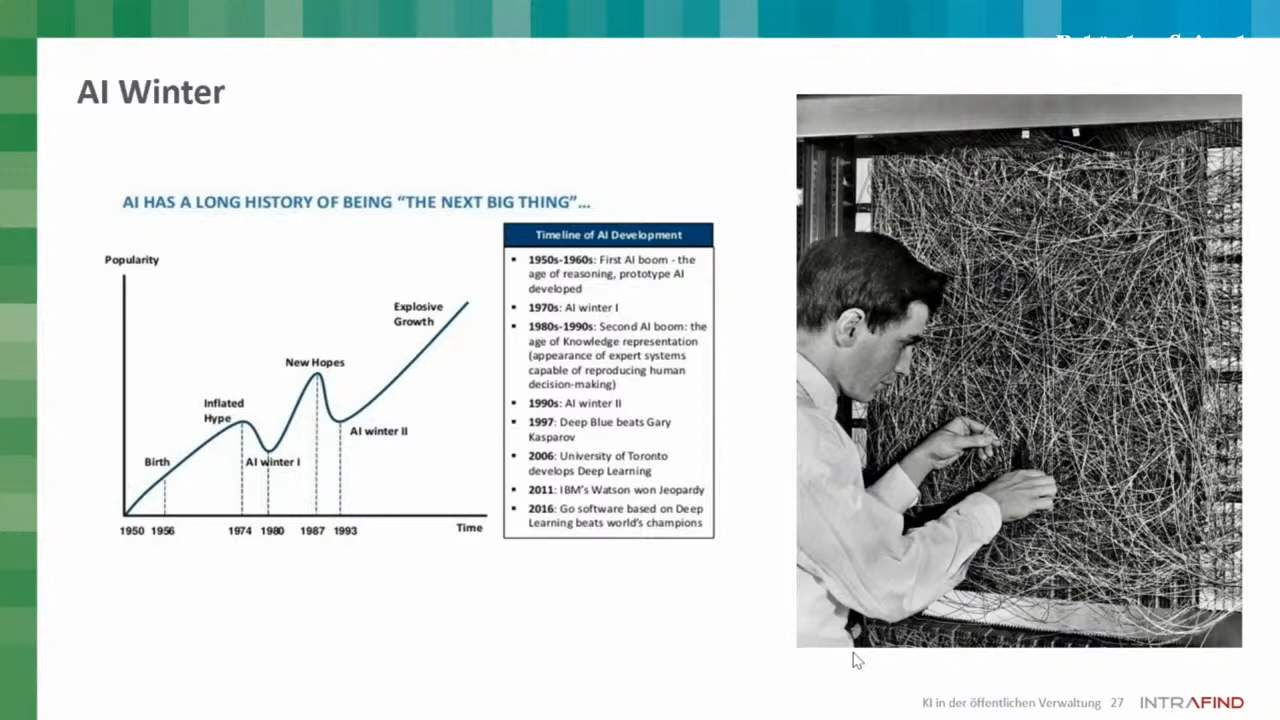 AI Winter
AI HAS A LONG HISTORY OF BEING “THE NEXT BIG THING”...
Popularity
Explosive
Growth
New Hopes
Inflated
Hype
AI winter II
Birth
AI winter I
1950 1956 1974 1980 1987 1993
Time
Timeline of AI Development
▪ 1950s-1960s: First AI boom - the
age of reasoning, prototype AI
developed
▪ 1970s: AI winter I
▪ 1980s-1990s: Second AI boom: the
age of Knowledge representation
(appearance of expert systems
capable of reproducing human
decision-making)
▪ 1990s: AI winter II
▪ 1997: Deep Blue beats Gary
Kasparov
▪ 2006: University of Toronto
develops Deep Learning
▪ 2011: IBM's Watson won Jeopardy
▪ 2016: Go software based on Deep
Learning beats world's champions
KI in der öffentlichen Verwaltung 27 INTRAFIND